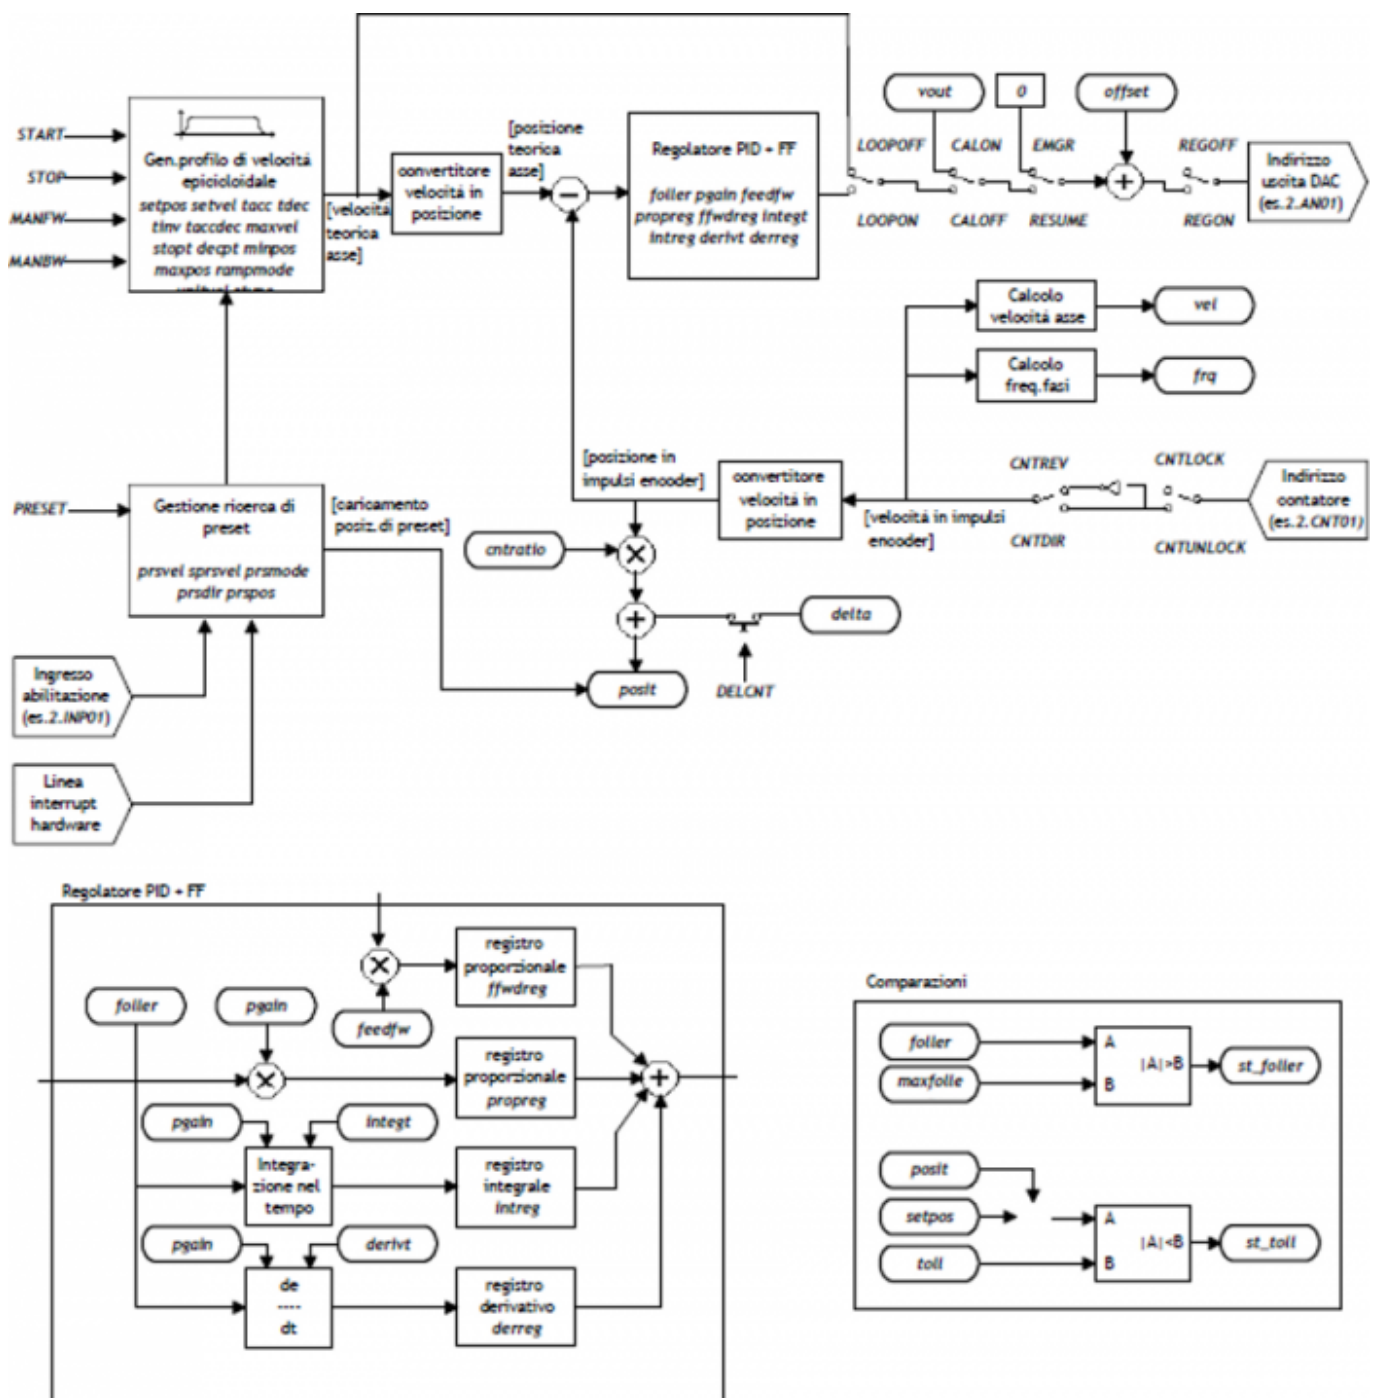 START
STOP
MANFW
MANBW
Gen.profilo di velocitá
epicicloidale
setpos setvel tacc tdec
tinv taccdec maxvel
stopt decpt minpos
maxpos rampmode
[velocita
teorica
asse]
convertitore
velocitá in
posizione
[posizione
teorica
asse]
Regolatore PID + FF
foller pgain feedfw
propreg ffwdreg integt
intreg derivt derreg
LOOPOFF
LOOPON
vout
CALON
CALOFF
0
EMGR
RESUME
offset
REGOFF
REGON
Indirizzo
uscita DAC
(es.2.AN01)
Calcolo
velocitá asse
vel
Calcolo
freq.fasi
frq
PRESET
Gestione ricerca di
preset
prsvel sprsvel prsmode
prsdir prspos
[caricamento
posiz. di preset]
[posizione in
impulsi enooder]
convertitore
velocitá in
posizione
[velocitá in impulsi
encoder]
CNTREV
CNTDIR
CNTLOCK
CNTUNLOCK
Indirizzo
contatore
(es.2.CNT01)
cntratio
delta
posit
DELCNT
Ingresso
abilitazione
(es.2.INP01)
Linea
interrupt
hardware
Regolatore PID + FF
foller
pgain
feedfw
registro
proporzionale
ffwdreg
registro
proporzionale
propreg
pgain
integt
Integra-
zione nel
tempo
registro
integrale
intreg
pgain
derivt
de
----
dt
registro
derivativo
derreg
Comparazioni
foller
maxfolle
A
B
|A|>B
st_foller
posit
setpos
toll
A
B
|A|<B
st_toll